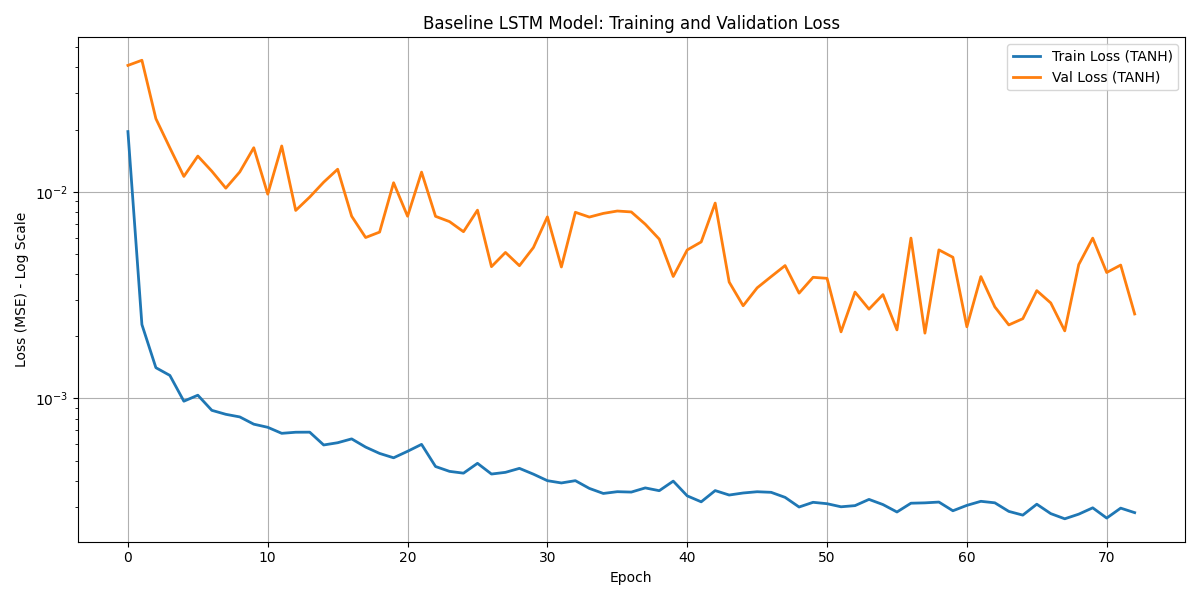 Baseline LSTM Model: Training and Validation Loss
Train Loss (TANH)
Val Loss (TANH)
Loss (MSE) - Log Scale
10⁻²
10⁻³
0 10 20 30 40 50 60 70
Epoch